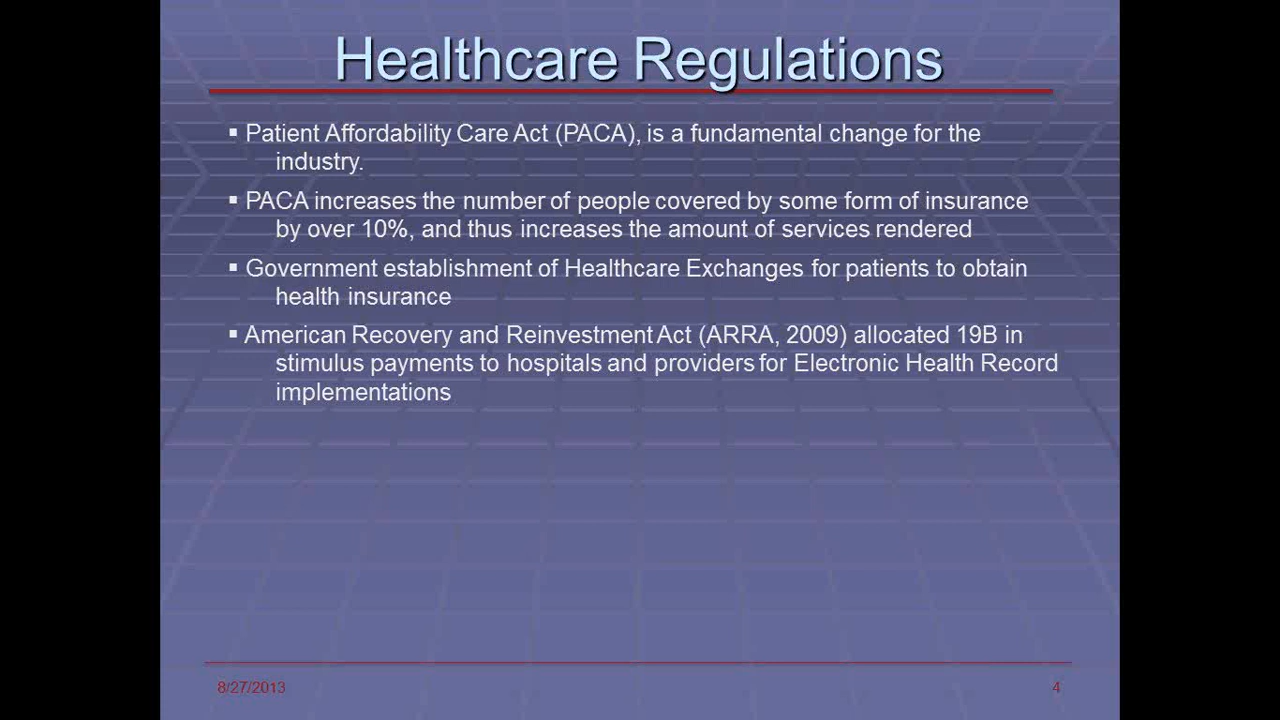 Healthcare Regulations
▪ Patient Affordability Care Act (PACA), is a fundamental change for the
industry.
▪ PACA increases the number of people covered by some form of insurance
by over 10%, and thus increases the amount of services rendered
▪ Government establishment of Healthcare Exchanges for patients to obtain
health insurance
▪ American Recovery and Reinvestment Act (ARRA, 2009) allocated 19B in
stimulus payments to hospitals and providers for Electronic Health Record
implementations
8/27/2013
4